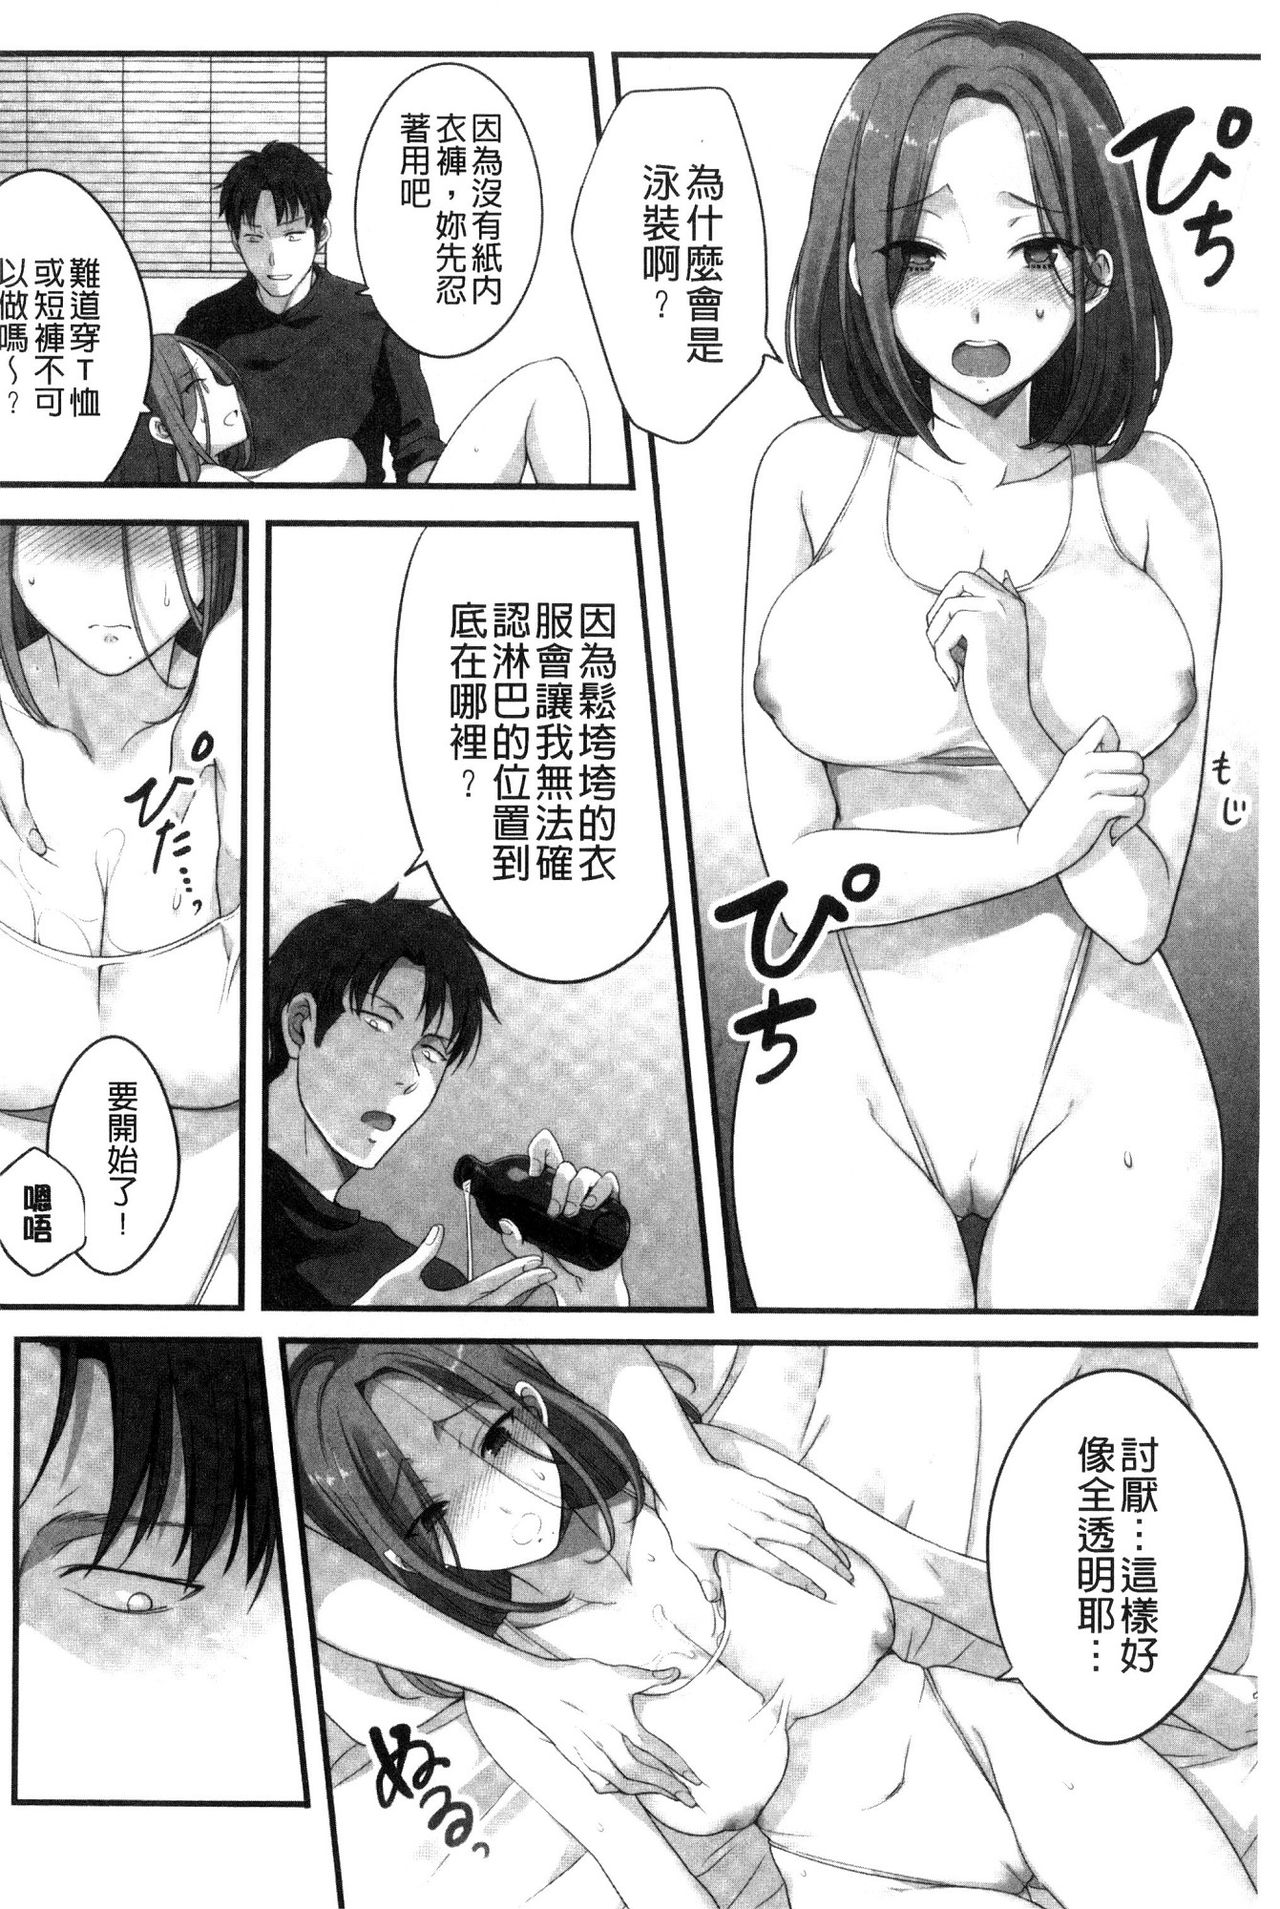 ぴち
為什麼會是
泳裝啊？
もじ
ぴち
因為沒有紙內
衣褲，妳先忍
著用吧
難道穿T恤
或短褲不可
以做嗎～？
因為鬆垮垮的衣
服會讓我無法確
認淋巴的位置到
底在哪裡？
ぴた…っ
要開始了！
嗯唔
討厭…這樣好
像全透明耶…
ぬるっ